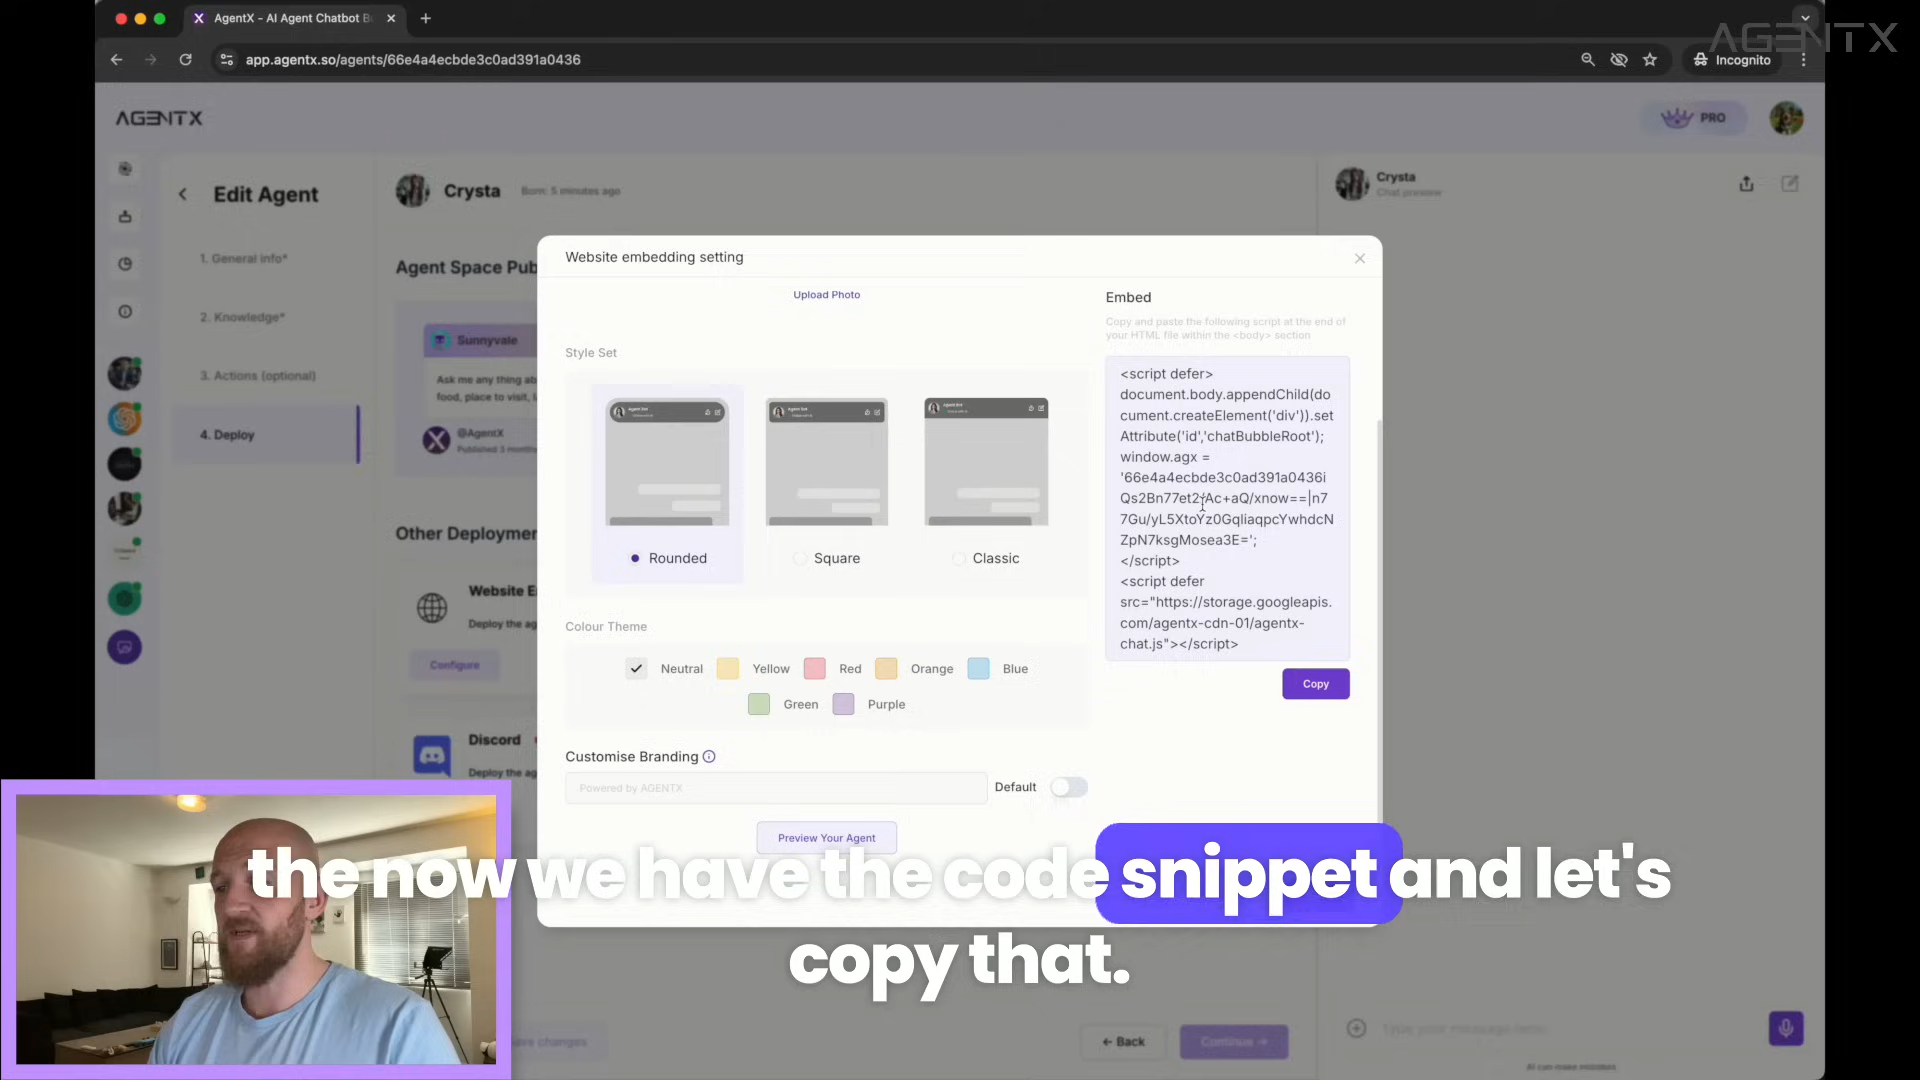 AgentX - AI Agent Chatbot B
app.agentx.so/agents/66e4a4ecbde3c0ad391a0436
Incognito
AGENTX
AGENTX
PRO
Edit Agent
1. General info*
2. Knowledge*
3. Actions (optional)
4. Deploy
Crysta
Born: 5 minutes ago
Agent Space Pub
Sunnyvale
Ask me any thing abo
food, place to visit, l
@AgentX
Published 3 months
Other Deploymen
Website E
Deploy the ag
Configure
Discord
Deploy the age
Crysta
Chat preview
Website embedding setting
Upload Photo
Style Set
Rounded
Square
Classic
Colour Theme
Neutral
Yellow
Red
Orange
Blue
Green
Purple
Customise Branding
Powered by AGENTX
Default
Preview Your Agent
Embed
Copy and paste the following script at the end of
your HTML file within the <body> section
<script defer>
document.body.appendChild(do
cument.createElement('div')).set
Attribute('id','chatBubbleRoot');
window.agx =
'66e4a4ecbde3c0ad391a0436i
7Gu/yL5XtoYz0GqliaqpcYwhdcN
ZpN7ksgMosea3E=';
</script>
<script defer
src="https://storage.googleapis.
com/agentx-cdn-01/agentx-
chat.js"></script>
Copy
the now we have the code snippet and let's
copy that.
changes
Back
Continue
Type your message here
AI can make mistakes